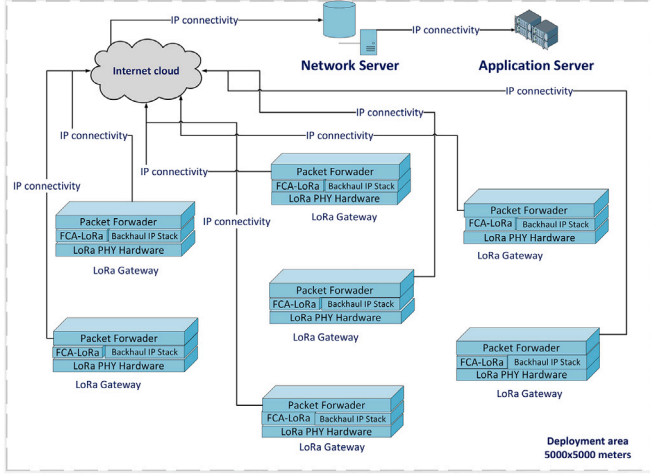 IP connectivity
IP connectivity
Network Server
Application Server
Internet cloud
IP connectivity
IP connectivity
IP connectivity
IP connectivity
IP connectivity
IP connectivity
IP connectivity
Packet Forwader
FCA-LoRa
Backhaul IP Stack
LoRa PHY Hardware
LoRa Gateway
Packet Forwader
FCA-LoRa
Backhaul IP Stack
LoRa PHY Hardware
LoRa Gateway
Packet Forwader
FCA-LoRa
Backhaul IP Stack
LoRa PHY Hardware
LoRa Gateway
Packet Forwader
FCA-LoRa
Backhaul IP Stack
LoRa PHY Hardware
LoRa Gateway
Packet Forwader
FCA-LoRa
Backhaul IP Stack
LoRa PHY Hardware
LoRa Gateway
Packet Forwader
FCA-LoRa
Backhaul IP Stack
LoRa PHY Hardware
LoRa Gateway
Packet Forwader
FCA-LoRa
Backhaul IP Stack
LoRa PHY Hardware
LoRa Gateway
Deployment area
5000x5000 meters